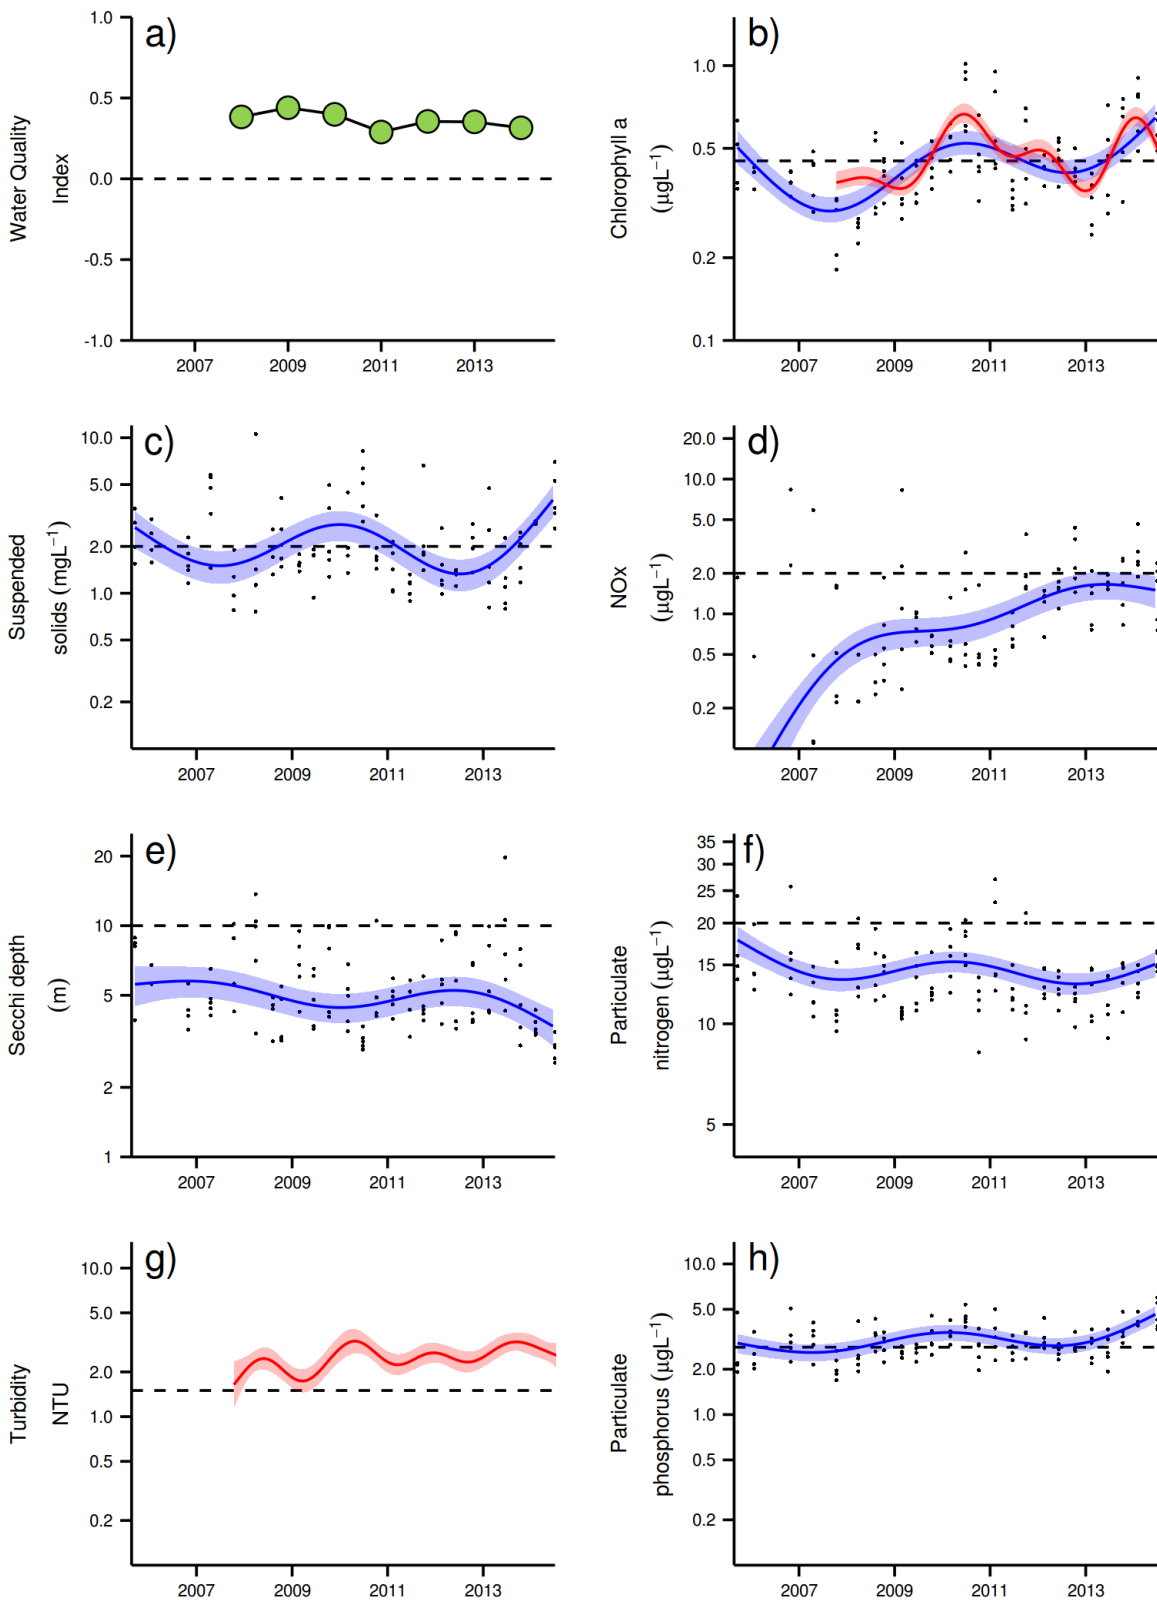 a)
Water Quality
Index
1.0
0.5
0.0
-0.5
-1.0
2007 2009 2011 2013
b)
Chlorophyll a
(µgL⁻¹)
1.0
0.5
0.2
0.1
2007 2009 2011 2013
c)
Suspended
solids (mgL⁻¹)
10.0
5.0
2.0
1.0
0.5
0.2
2007 2009 2011 2013
d)
NOx
(µgL⁻¹)
20.0
10.0
5.0
2.0
1.0
0.5
0.2
2007 2009 2011 2013
e)
Secchi depth
(m)
20
10
5
2
1
2007 2009 2011 2013
f)
Particulate
nitrogen (µgL⁻¹)
35
30
25
20
15
10
5
2007 2009 2011 2013
g)
Turbidity
NTU
10.0
5.0
2.0
1.0
0.5
0.2
2007 2009 2011 2013
h)
Particulate
phosphorus (µgL⁻¹)
10.0
5.0
2.0
1.0
0.5
0.2
2007 2009 2011 2013